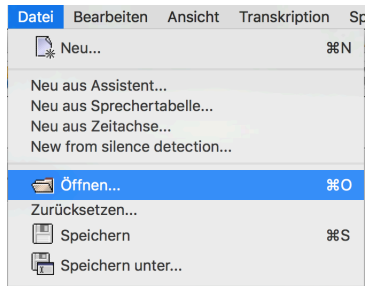 Datei Bearbeiten Ansicht Transkription
Neu... ⌘N
Neu aus Assistent...
Neu aus Sprechertabelle...
Neu aus Zeitachse...
New from silence detection...
Öffnen... ⌘O
Zurücksetzen...
Speichern ⌘S
Speichern unter...